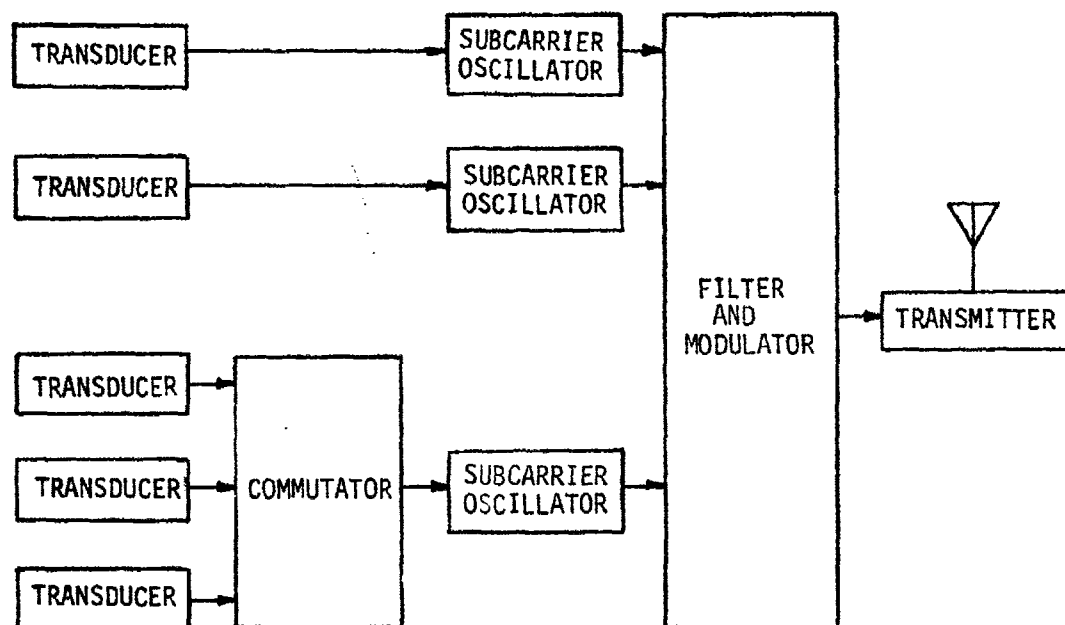 TRANSDUCER
SUBCARRIER
OSCILLATOR
TRANSDUCER
SUBCARRIER
OSCILLATOR
FILTER
AND
MODULATOR
TRANSMITTER
TRANSDUCER
TRANSDUCER
COMMUTATOR
SUBCARRIER
OSCILLATOR
TRANSDUCER